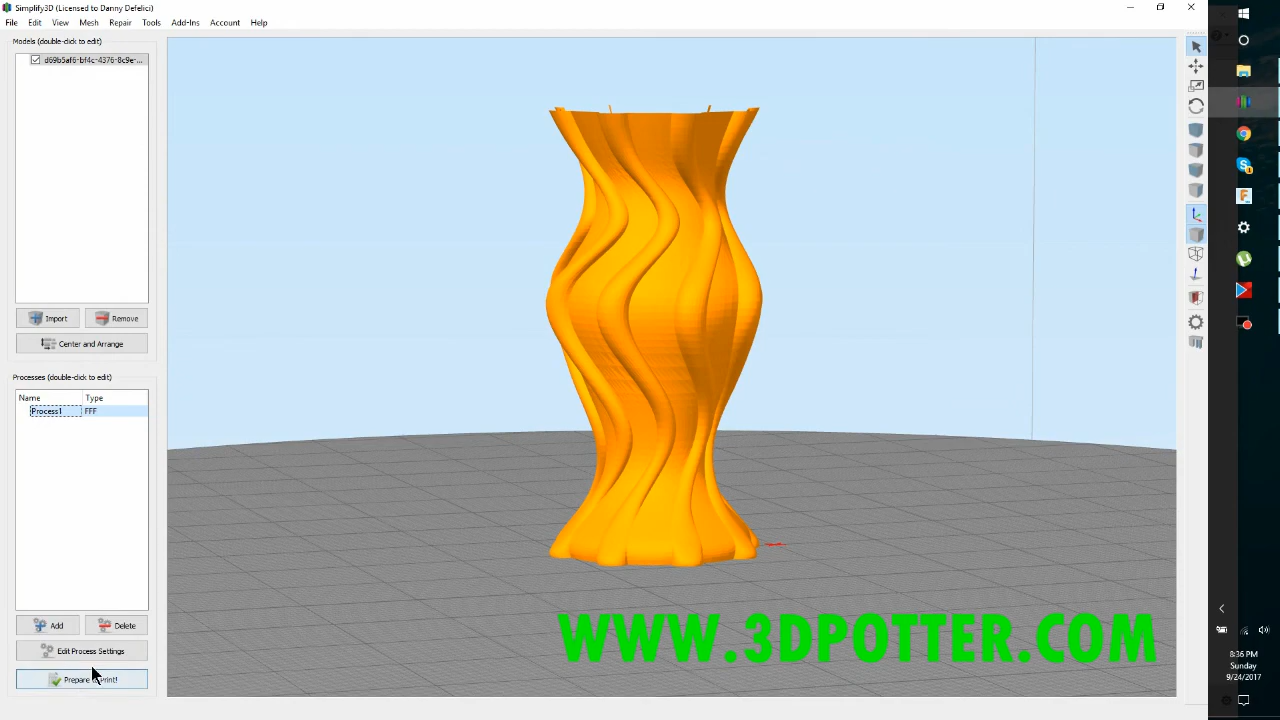 Simplify3D (Licensed to Danny Defelici)
File Edit View Mesh Repair Tools Add-Ins Account Help
Models (double-click to edit)
Import
Remove
Center and Arrange
Processes (double-click to edit)
Name Type
Process1 FFF
Add
Delete
Edit Process Settings
WWW.3DPOTTER.COM
8:36 PM
Sunday
9/24/2017